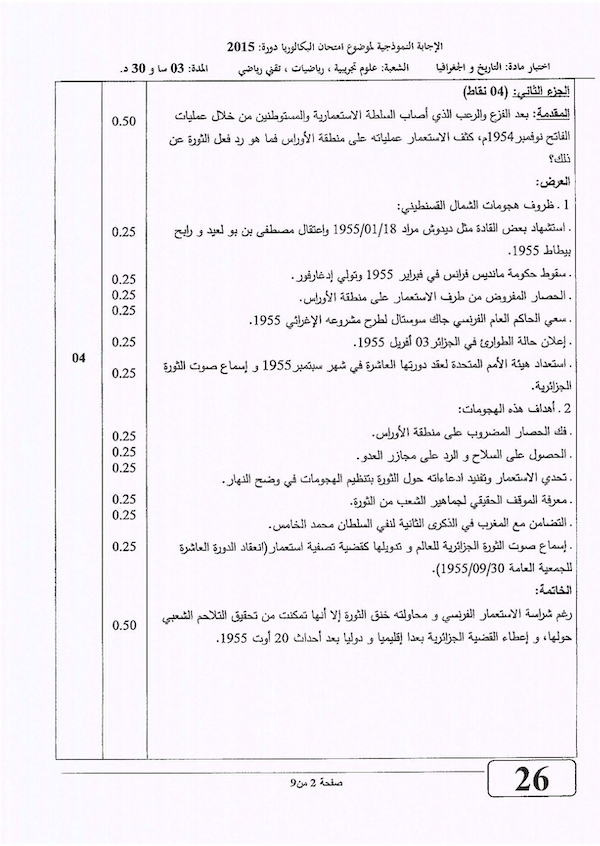 الإجابة النموذجية لموضوع امتحان البكالوريا دورة: 2015
اختبار مادة: التاريخ و الجغرافيا الشعبة: علوم تجريبية ، رياضيات ، تقني رياضي المدة: 03 سا و 30 د.
الجزء الثاني: (04 نقاط)
المقدمة: بعد الفزع والرعب الذي أصاب السلطة الاستعمارية والمستوطنين من خلال عمليات
0.50
الفاتح نوفمبر1954م، كثف الاستعمار عملياته على منطقة الأوراس فما هو رد فعل الثورة عن
ذلك؟
العرض:
1 . ظروف هجومات الشمال القسنطيني:
. استشهاد بعض القادة مثل ديدوش مراد 1955/01/18 واعتقال مصطفى بن بو لعيد و رابح
0.25
بيطاط 1955.
. سقوط حكومة مانديس فرانس في فبراير 1955 وتولي إدغارفور.
0.25
. الحصار المفروض من طرف الاستعمار على منطقة الأوراس.
0.25
. سعي الحاكم العام الفرنسي جاك سوستال لطرح مشروعه الإغرائي 1955.
0.25
. إعلان حالة الطوارئ في الجزائر03 أفريل 1955.
0.25
04
. استعداد هيئة الأمم المتحدة لعقد دورتها العاشرة في شهر سبتمبر1955 و إسماع صوت الثورة
0.25
الجزائرية.
2 . أهداف هذه الهجومات:
. فك الحصار المضروب على منطقة الأوراس.
0.25
. الحصول على السلاح و الرد على مجازر العدو.
0.25
. تحدي الاستعمار وتفنيد ادعاءاته حول الثورة بتنظيم الهجومات في وضح النهار.
0.25
. معرفة الموقف الحقيقي لجماهير الشعب من الثورة.
0.25
. التضامن مع المغرب في الذكرى الثانية لنفي السلطان محمد الخامس.
0.25
. إسماع صوت الثورة الجزائرية للعالم و تدويلها كقضية تصفية استعمار(انعقاد الدورة العاشرة
0.25
للجمعية العامة 1955/09/30).
الخاتمة:
رغم شراسة الاستعمار الفرنسي و محاولته خنق الثورة إلا أنها تمكنت من تحقيق التلاحم الشعبي
0.50
حولها، و إعطاء القضية الجزائرية بعدا إقليميا و دوليا بعد أحداث 20 أوت 1955.
صفحة 2 من9
26